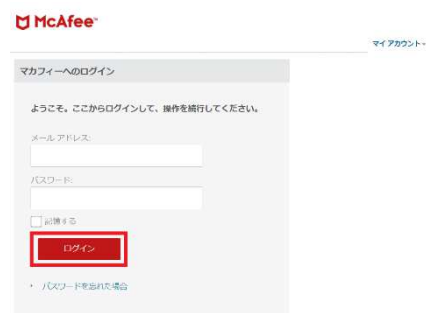 McAfee™
マイ アカウント
マカフィーへのログイン
ようこそ。ここからログインして、操作を続行してください。
メール アドレス:
パスワード:
記憶する
ログイン
パスワードを忘れた場合